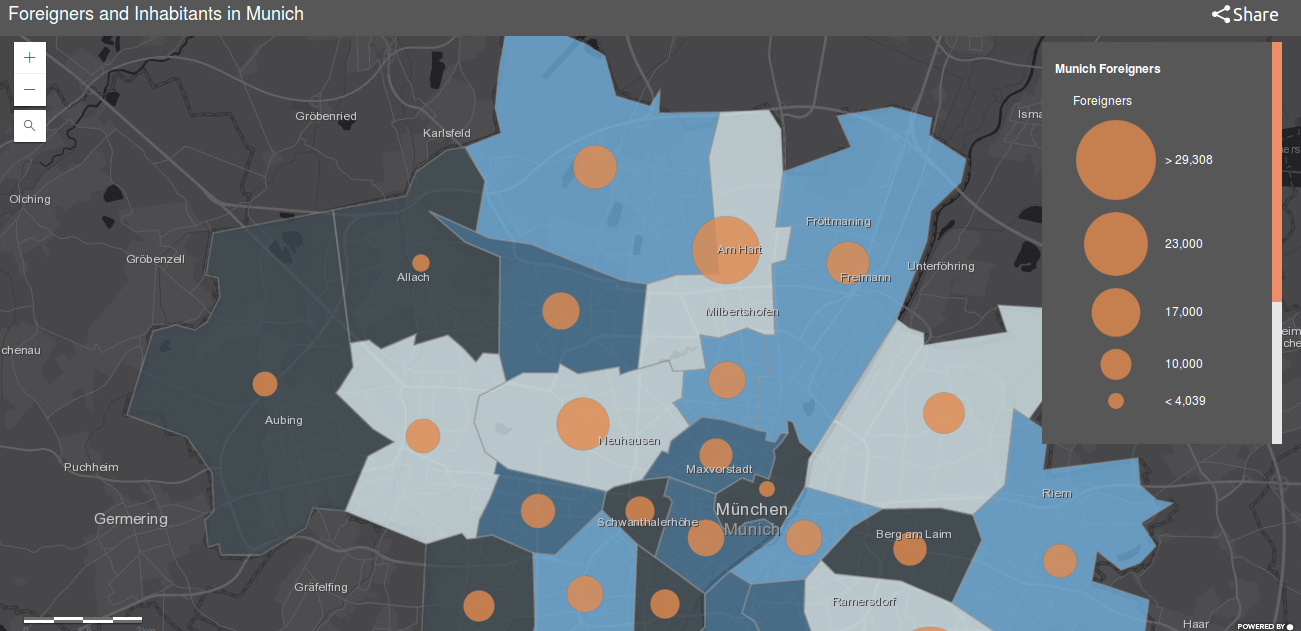 Foreigners and Inhabitants in Munich
Share
+
−
Munich Foreigners
Foreigners
> 29,308
23,000
17,000
10,000
< 4,039
Gröbenried
Karlsfeld
Olching
Gröbenzell
Allach
Am Hart
Fröttmaning
Freimann
Unterföhring
Milbertshofen
Aubing
Neuhausen
Maxvorstadt
Puchheim
Germering
Schwanthalerhöhe
München
Munich
Berg am Laim
Riem
Gräfelfing
Ramersdorf
Haar
chenau
Isma
POWERED BY